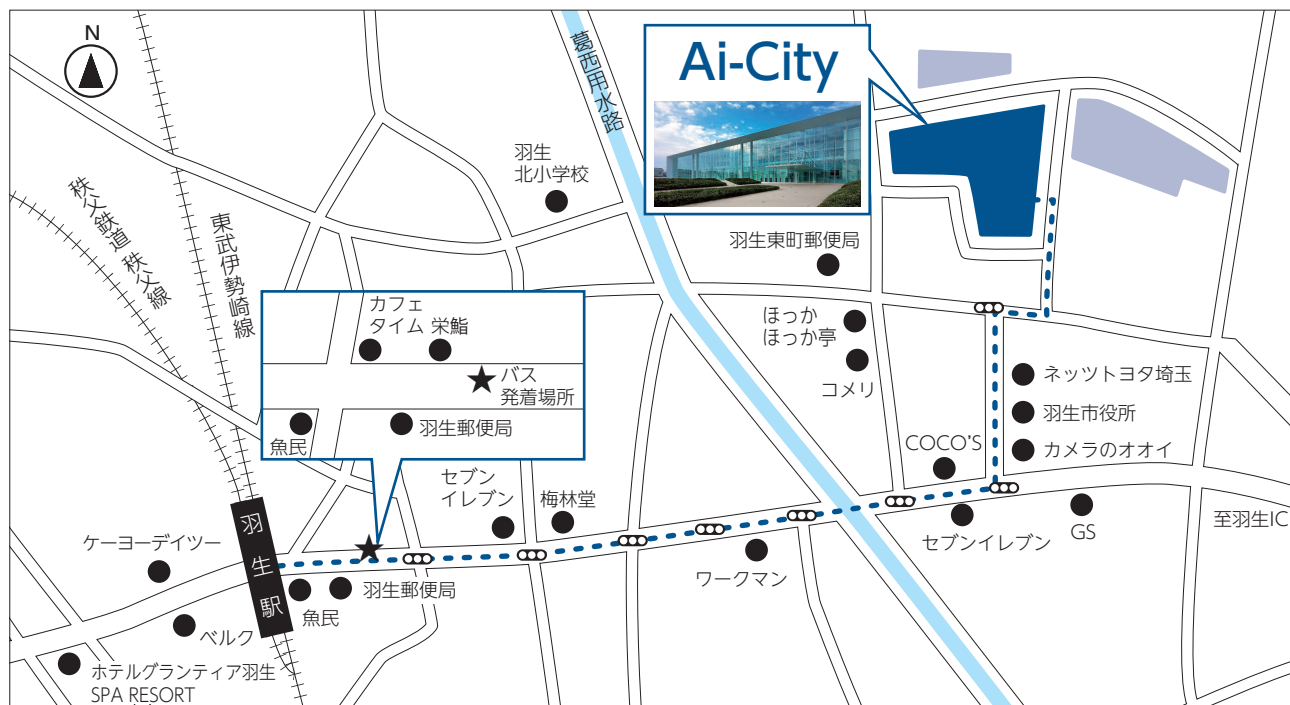 N
葛西用水路
Ai-City
羽生
北小学校
秩父鉄道 秩父線
東武伊勢崎線
羽生東町郵便局
カフェ
タイム 栄鮨
バス
発着場所
魚民
羽生郵便局
ほっか
ほっか亭
コメリ
ネッツトヨタ埼玉
羽生市役所
カメラのオオイ
COCO'S
セブン
イレブン
梅林堂
至羽生IC
GS
セブンイレブン
ワークマン
羽生駅
ケーヨーデイツー
羽生郵便局
魚民
ベルク
ホテルグランティア羽生
SPA RESORT